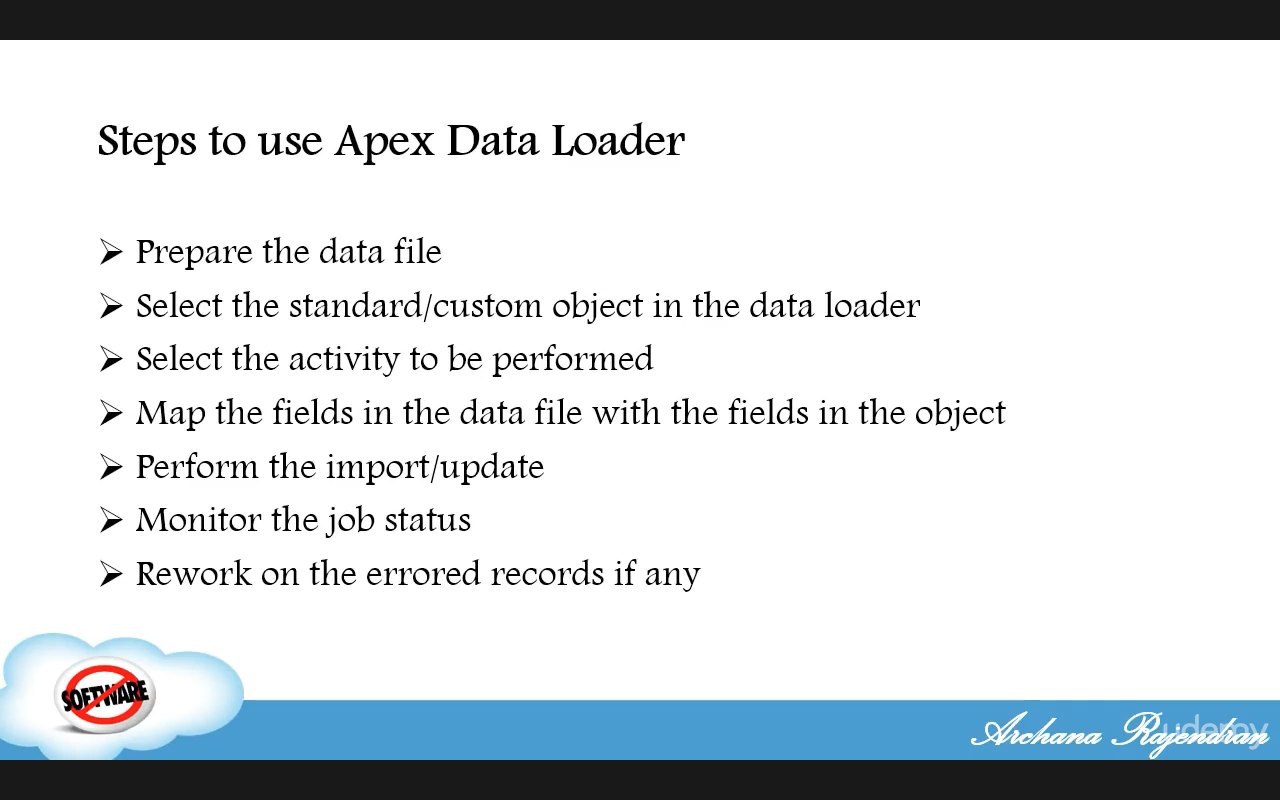 Steps to use Apex Data Loader
➢ Prepare the data file
➢ Select the standard/custom object in the data loader
➢ Select the activity to be performed
➢ Map the fields in the data file with the fields in the object
➢ Perform the import/update
➢ Monitor the job status
➢ Rework on the errored records if any
SOFTWARE
Archana Rajendran
udemy